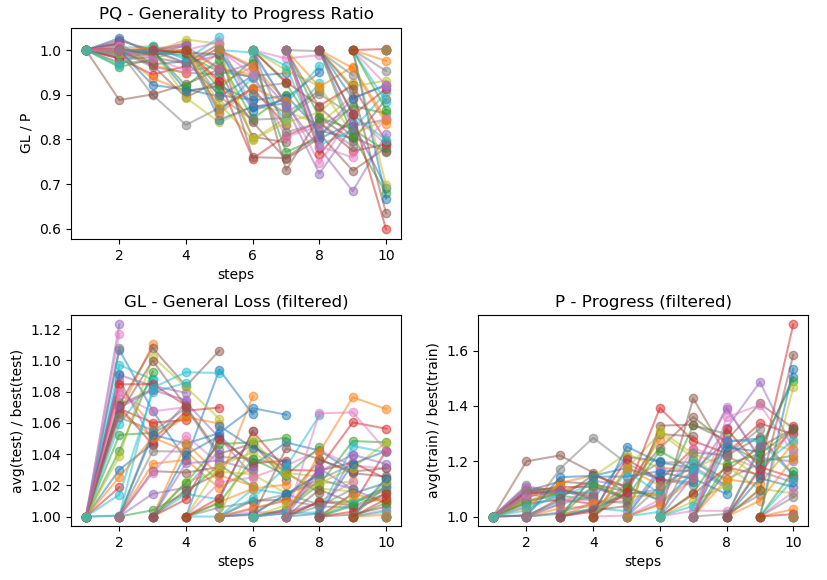 PQ - Generality to Progress Ratio
GL / P
1.0
0.9
0.8
0.7
0.6
2 4 6 8 10
steps
GL - General Loss (filtered)
avg(test) / best(test)
1.12
1.10
1.08
1.06
1.04
1.02
1.00
2 4 6 8 10
steps
P - Progress (filtered)
avg(train) / best(train)
1.6
1.4
1.2
1.0
2 4 6 8 10
steps